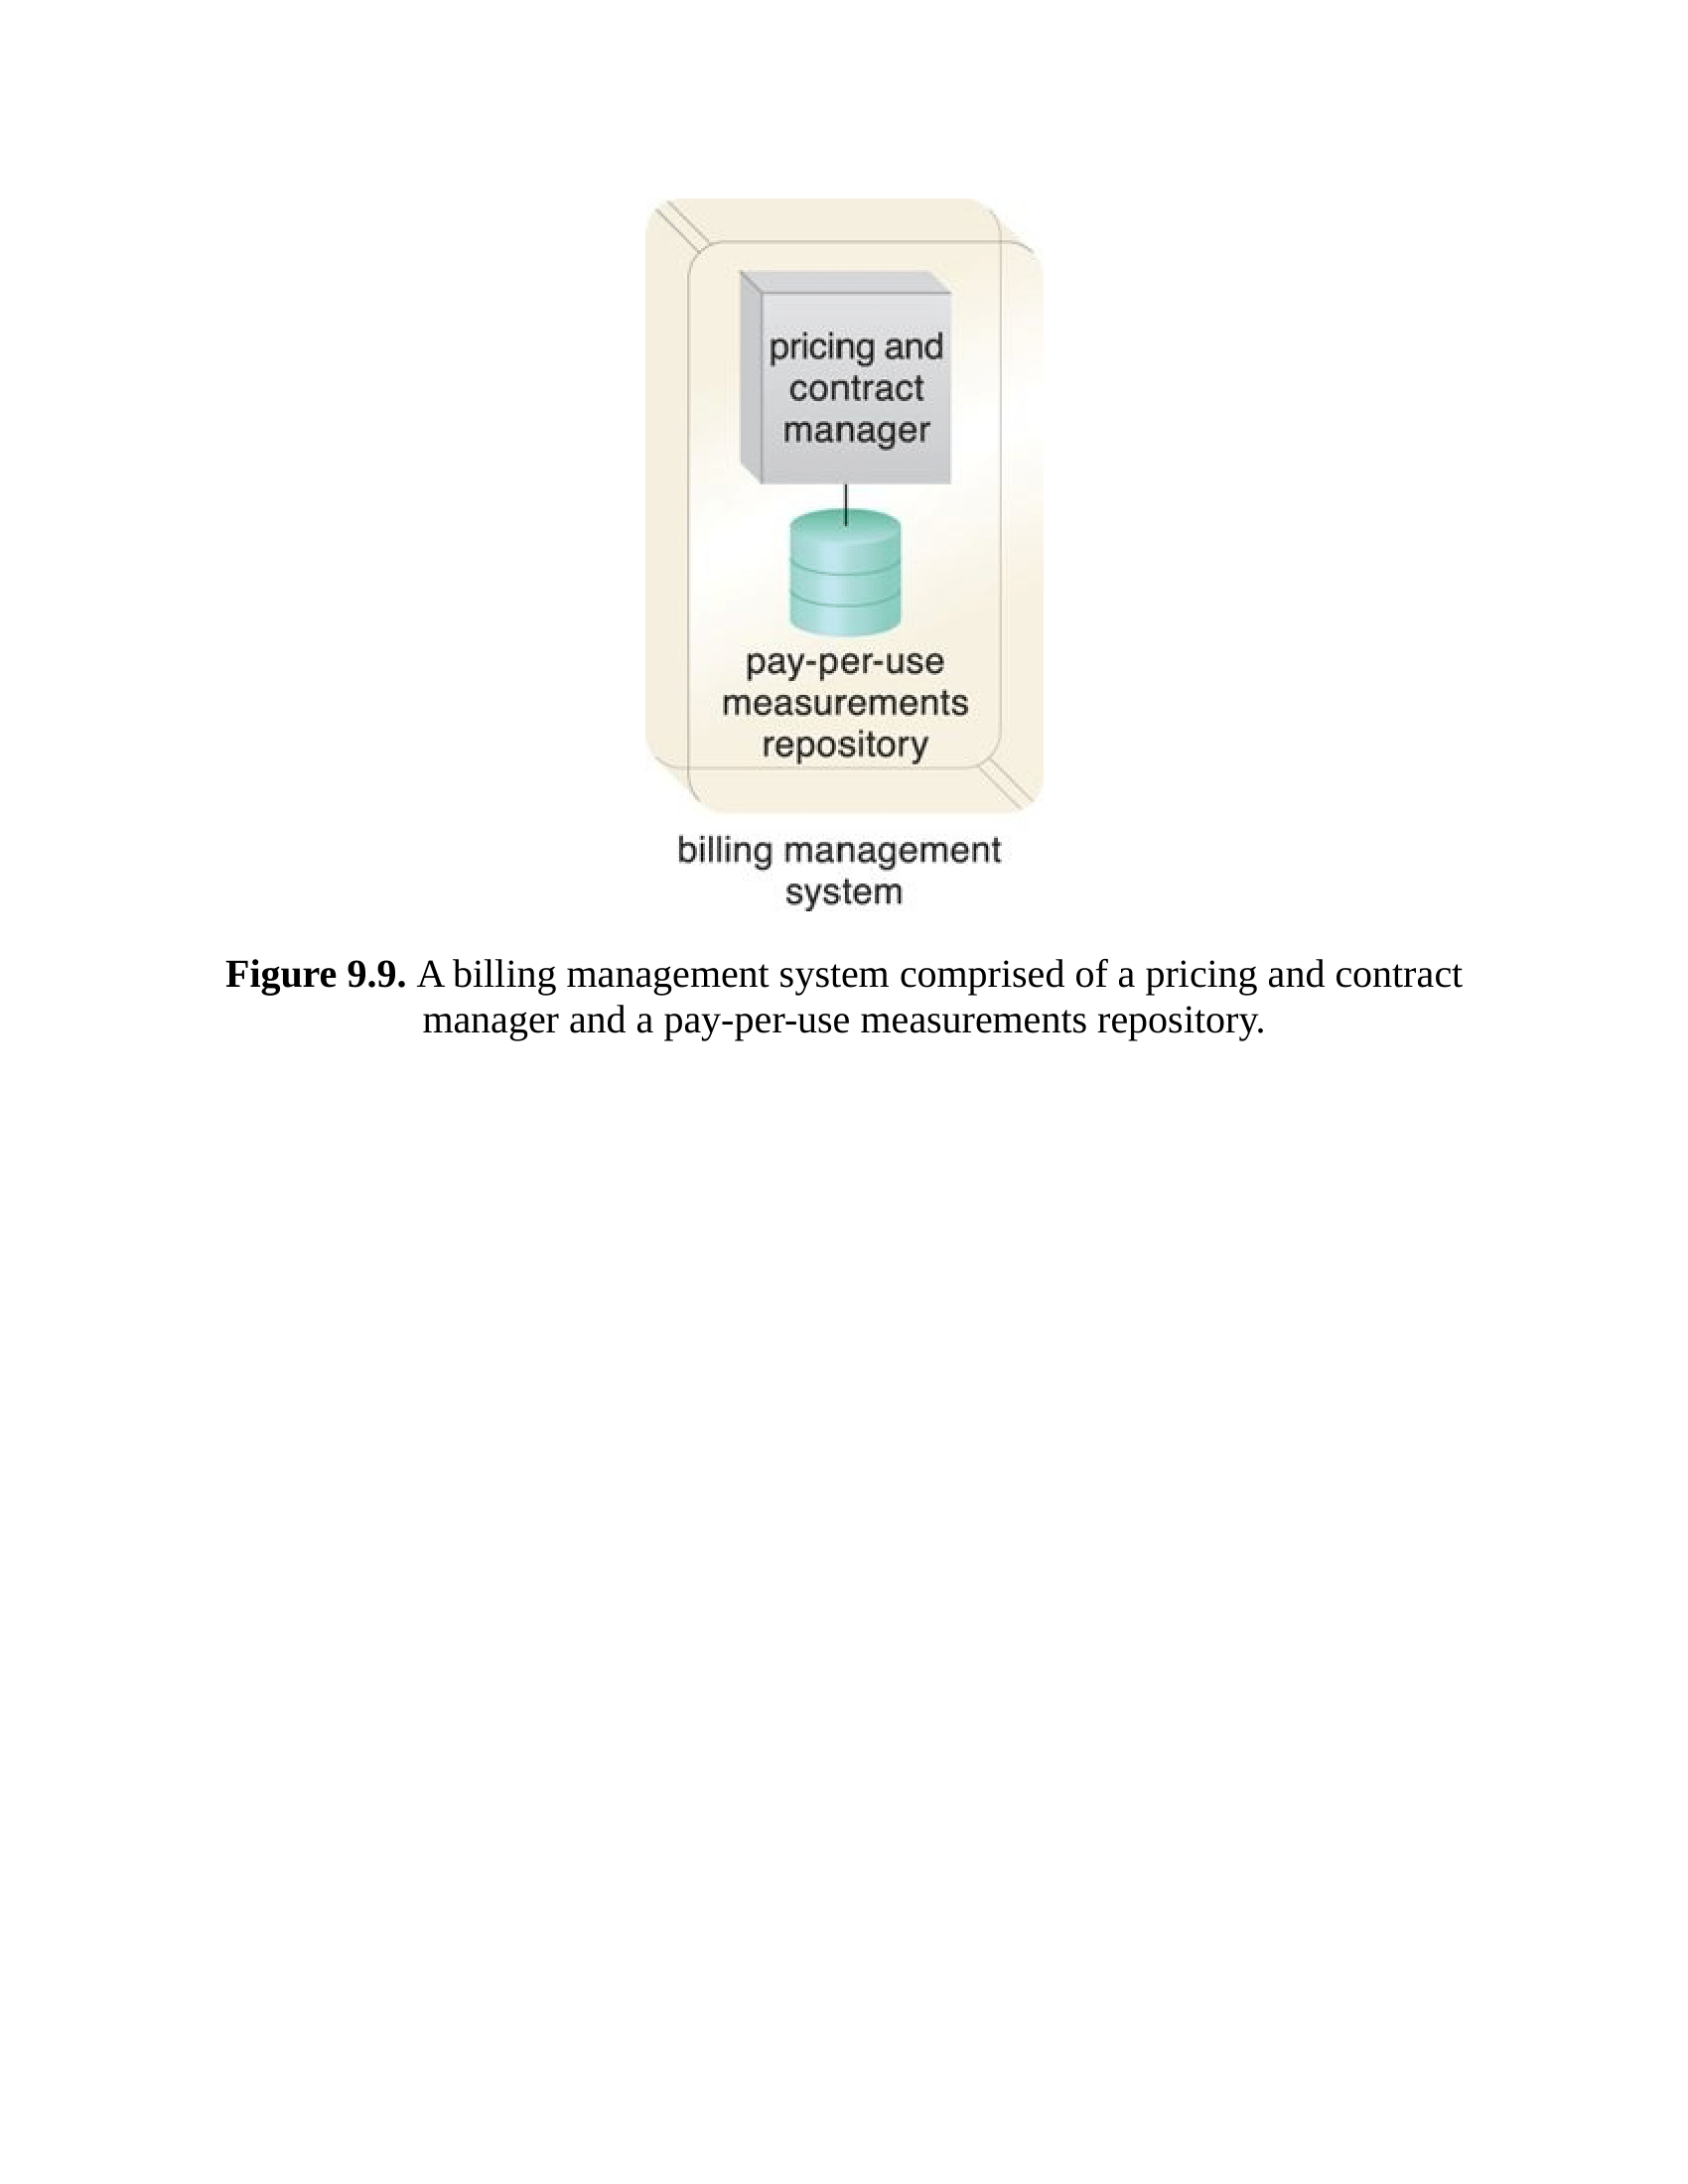 pricing and
contract
manager
pay-per-use
measurements
repository
billing management
system
Figure 9.9. A billing management system comprised of a pricing and contract
manager and a pay-per-use measurements repository.